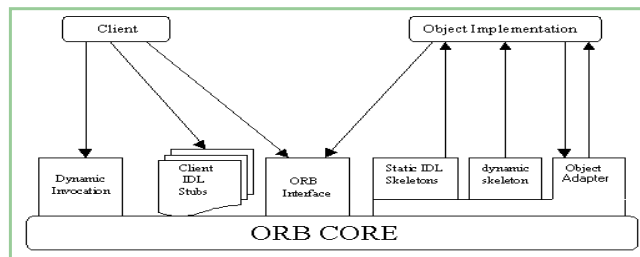 Client
Object Implementation
Dynamic
Invocation
Client
IDL
Stubs
ORB
Interface
Static IDL
Skeletons
dynamic
skeleton
Object
Adapter
ORB CORE